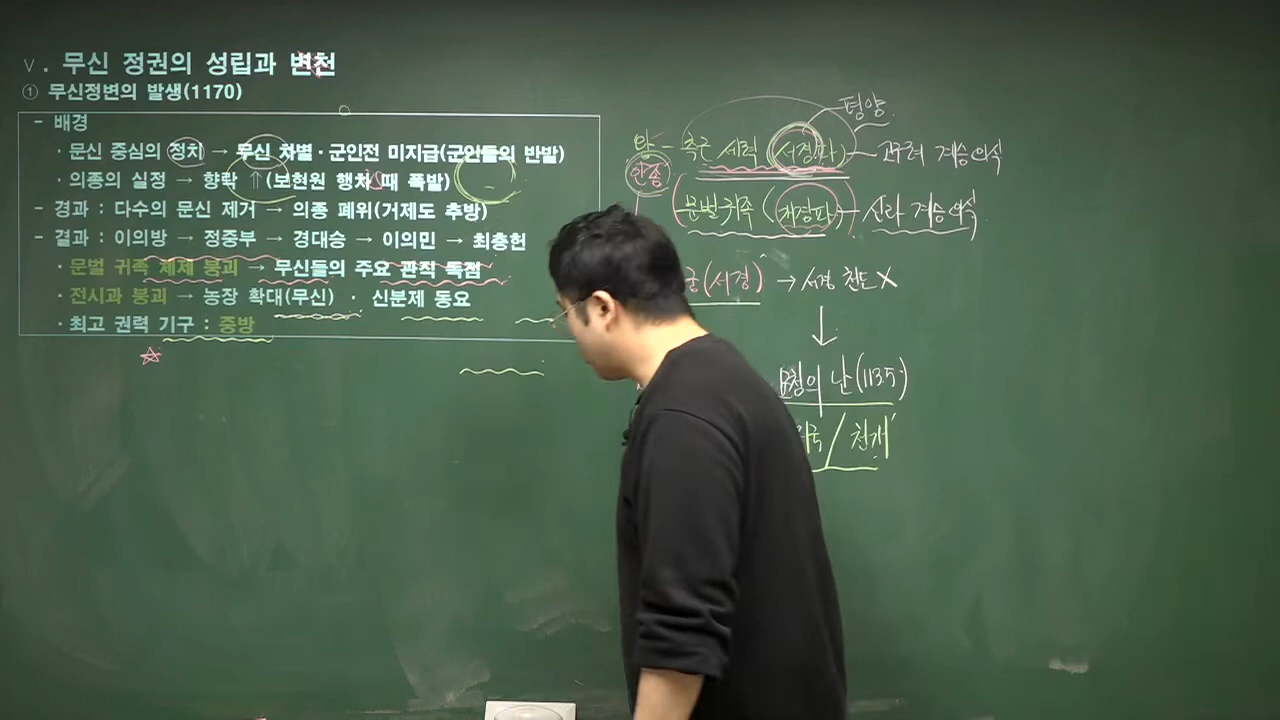 Ⅴ. 무신 정권의 성립과 변천
① 무신정변의 발생(1170)
- 배경
· 문신 중심의 정치 → 무신 차별 · 군인전 미지급(군인들의 반발)
· 의종의 실정 → 향락 ⇑(보현원 행차 때 폭발)
- 경과 : 다수의 문신 제거 → 의종 폐위(거제도 추방)
- 결과 : 이의방 → 정중부 → 경대승 → 이의민 → 최충헌
· 문벌 귀족 체제 붕괴 → 무신들의 주요 관직 독점
· 전시과 붕괴 → 농장 확대(무신) · 신분제 동요
· 최고 권력 기구 : 중방
평양
왕 - 측근 세력 (서경파) - 고구려 계승의식
인종
(문벌귀족 (개경파)) - 신라 계승의식
(서경) → 서경 천도 X
↓
묘청의 난(1135)
/ 천개